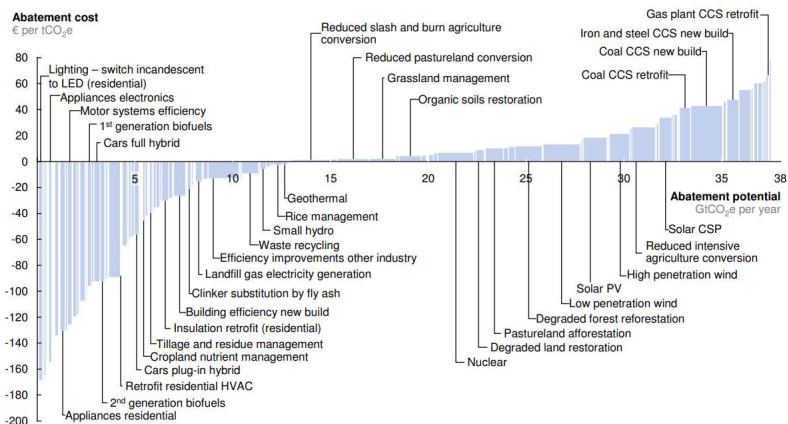 Abatement cost
€ per tCO2e
80
60
40
20
0
-20
-40
-60
-80
-100
-120
-140
-160
-180
-200
5
10
15
20
25
30
35
38
Abatement potential
GtCO2e per year
Lighting – switch incandescent
to LED (residential)
Appliances electronics
Motor systems efficiency
1st generation biofuels
Cars full hybrid
Reduced slash and burn agriculture
conversion
Reduced pastureland conversion
Grassland management
Organic soils restoration
Gas plant CCS retrofit
Iron and steel CCS new build
Coal CCS new build
Coal CCS retrofit
Geothermal
Rice management
Small hydro
Waste recycling
Efficiency improvements other industry
Landfill gas electricity generation
Clinker substitution by fly ash
Building efficiency new build
Insulation retrofit (residential)
Tillage and residue management
Cropland nutrient management
Cars plug-in hybrid
Retrofit residential HVAC
2nd generation biofuels
Appliances residential
Solar CSP
Reduced intensive
agriculture conversion
High penetration wind
Solar PV
Low penetration wind
Degraded forest reforestation
Pastureland afforestation
Degraded land restoration
Nuclear